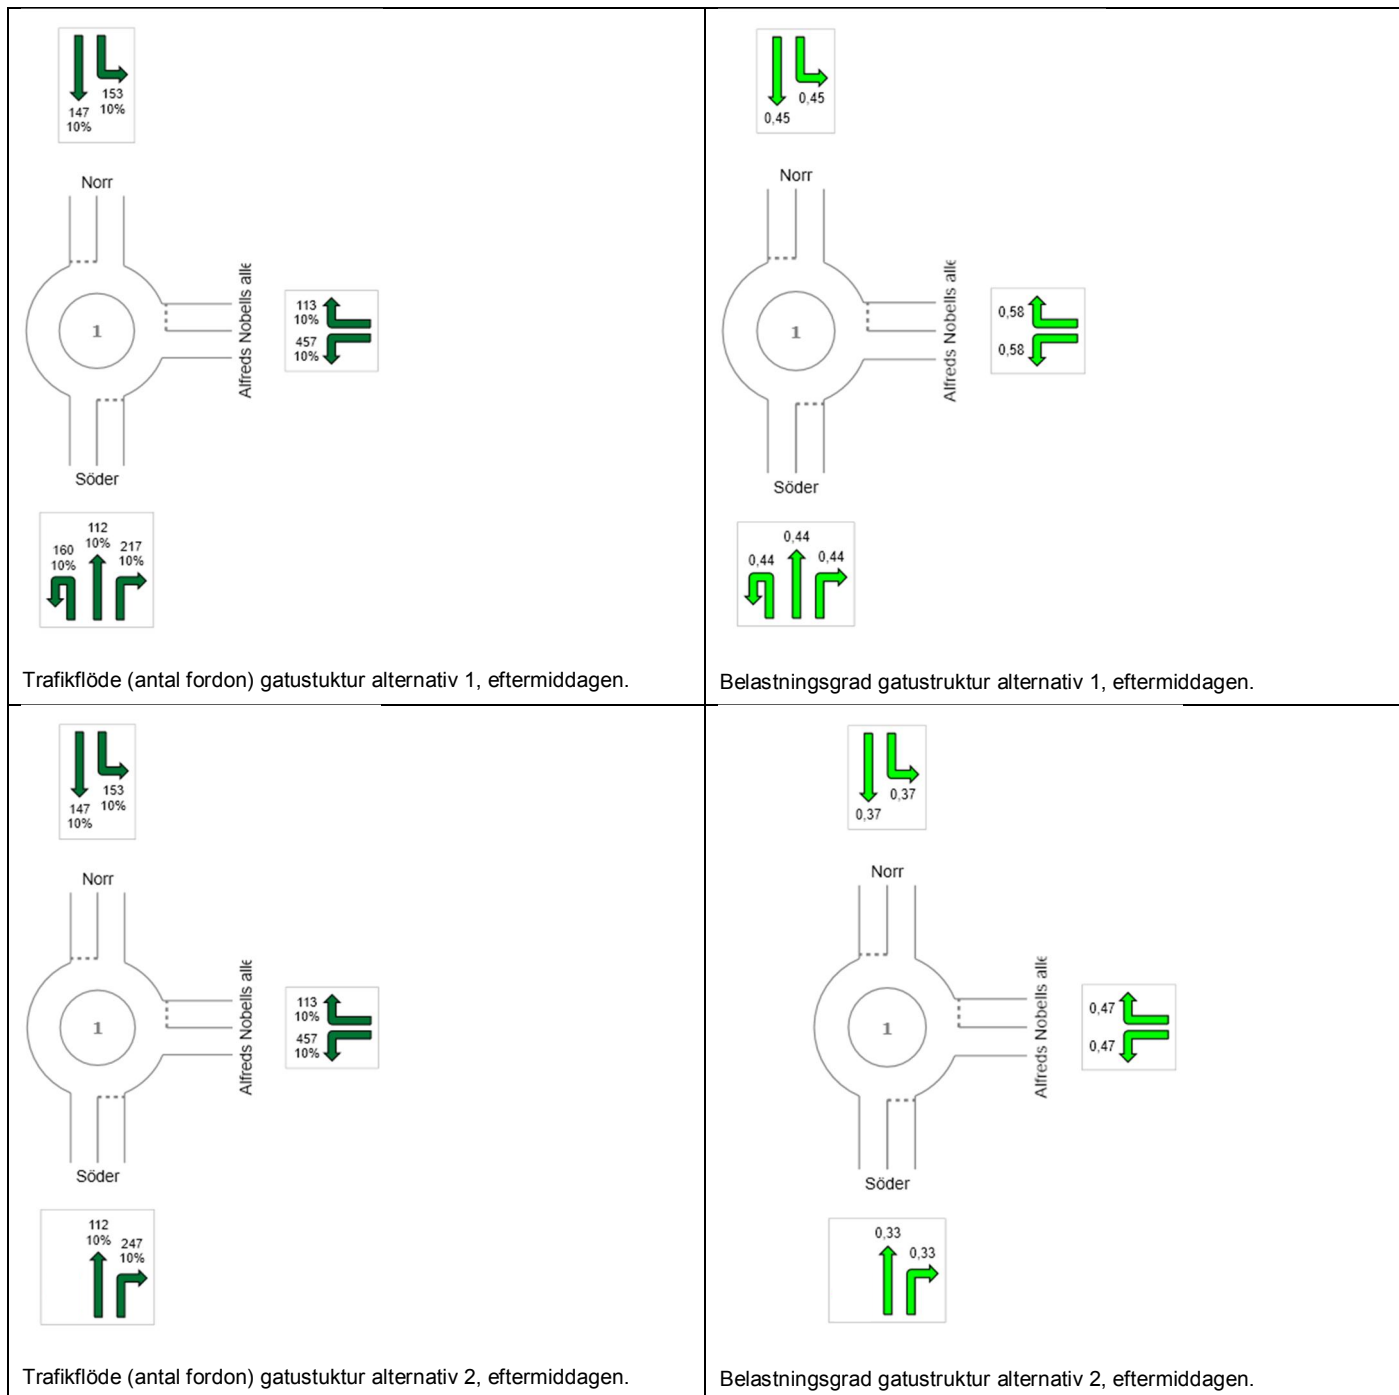 153
10%
147
10%
Norr
1
Alfreds Nobells alle
113
10%
457
10%
Söder
112
10%
217
10%
160
10%
Trafikflöde (antal fordon) gatustuktur alternativ 1, eftermiddagen.
0,45
0,45
Norr
1
Alfreds Nobells alle
0,58
0,58
Söder
0,44
0,44
0,44
Belastningsgrad gatustruktur alternativ 1, eftermiddagen.
153
10%
147
10%
Norr
1
Alfreds Nobells alle
113
10%
457
10%
Söder
112
10%
247
10%
Trafikflöde (antal fordon) gatustuktur alternativ 2, eftermiddagen.
0,37
0,37
Norr
1
Alfreds Nobells alle
0,47
0,47
Söder
0,33
0,33
Belastningsgrad gatustruktur alternativ 2, eftermiddagen.